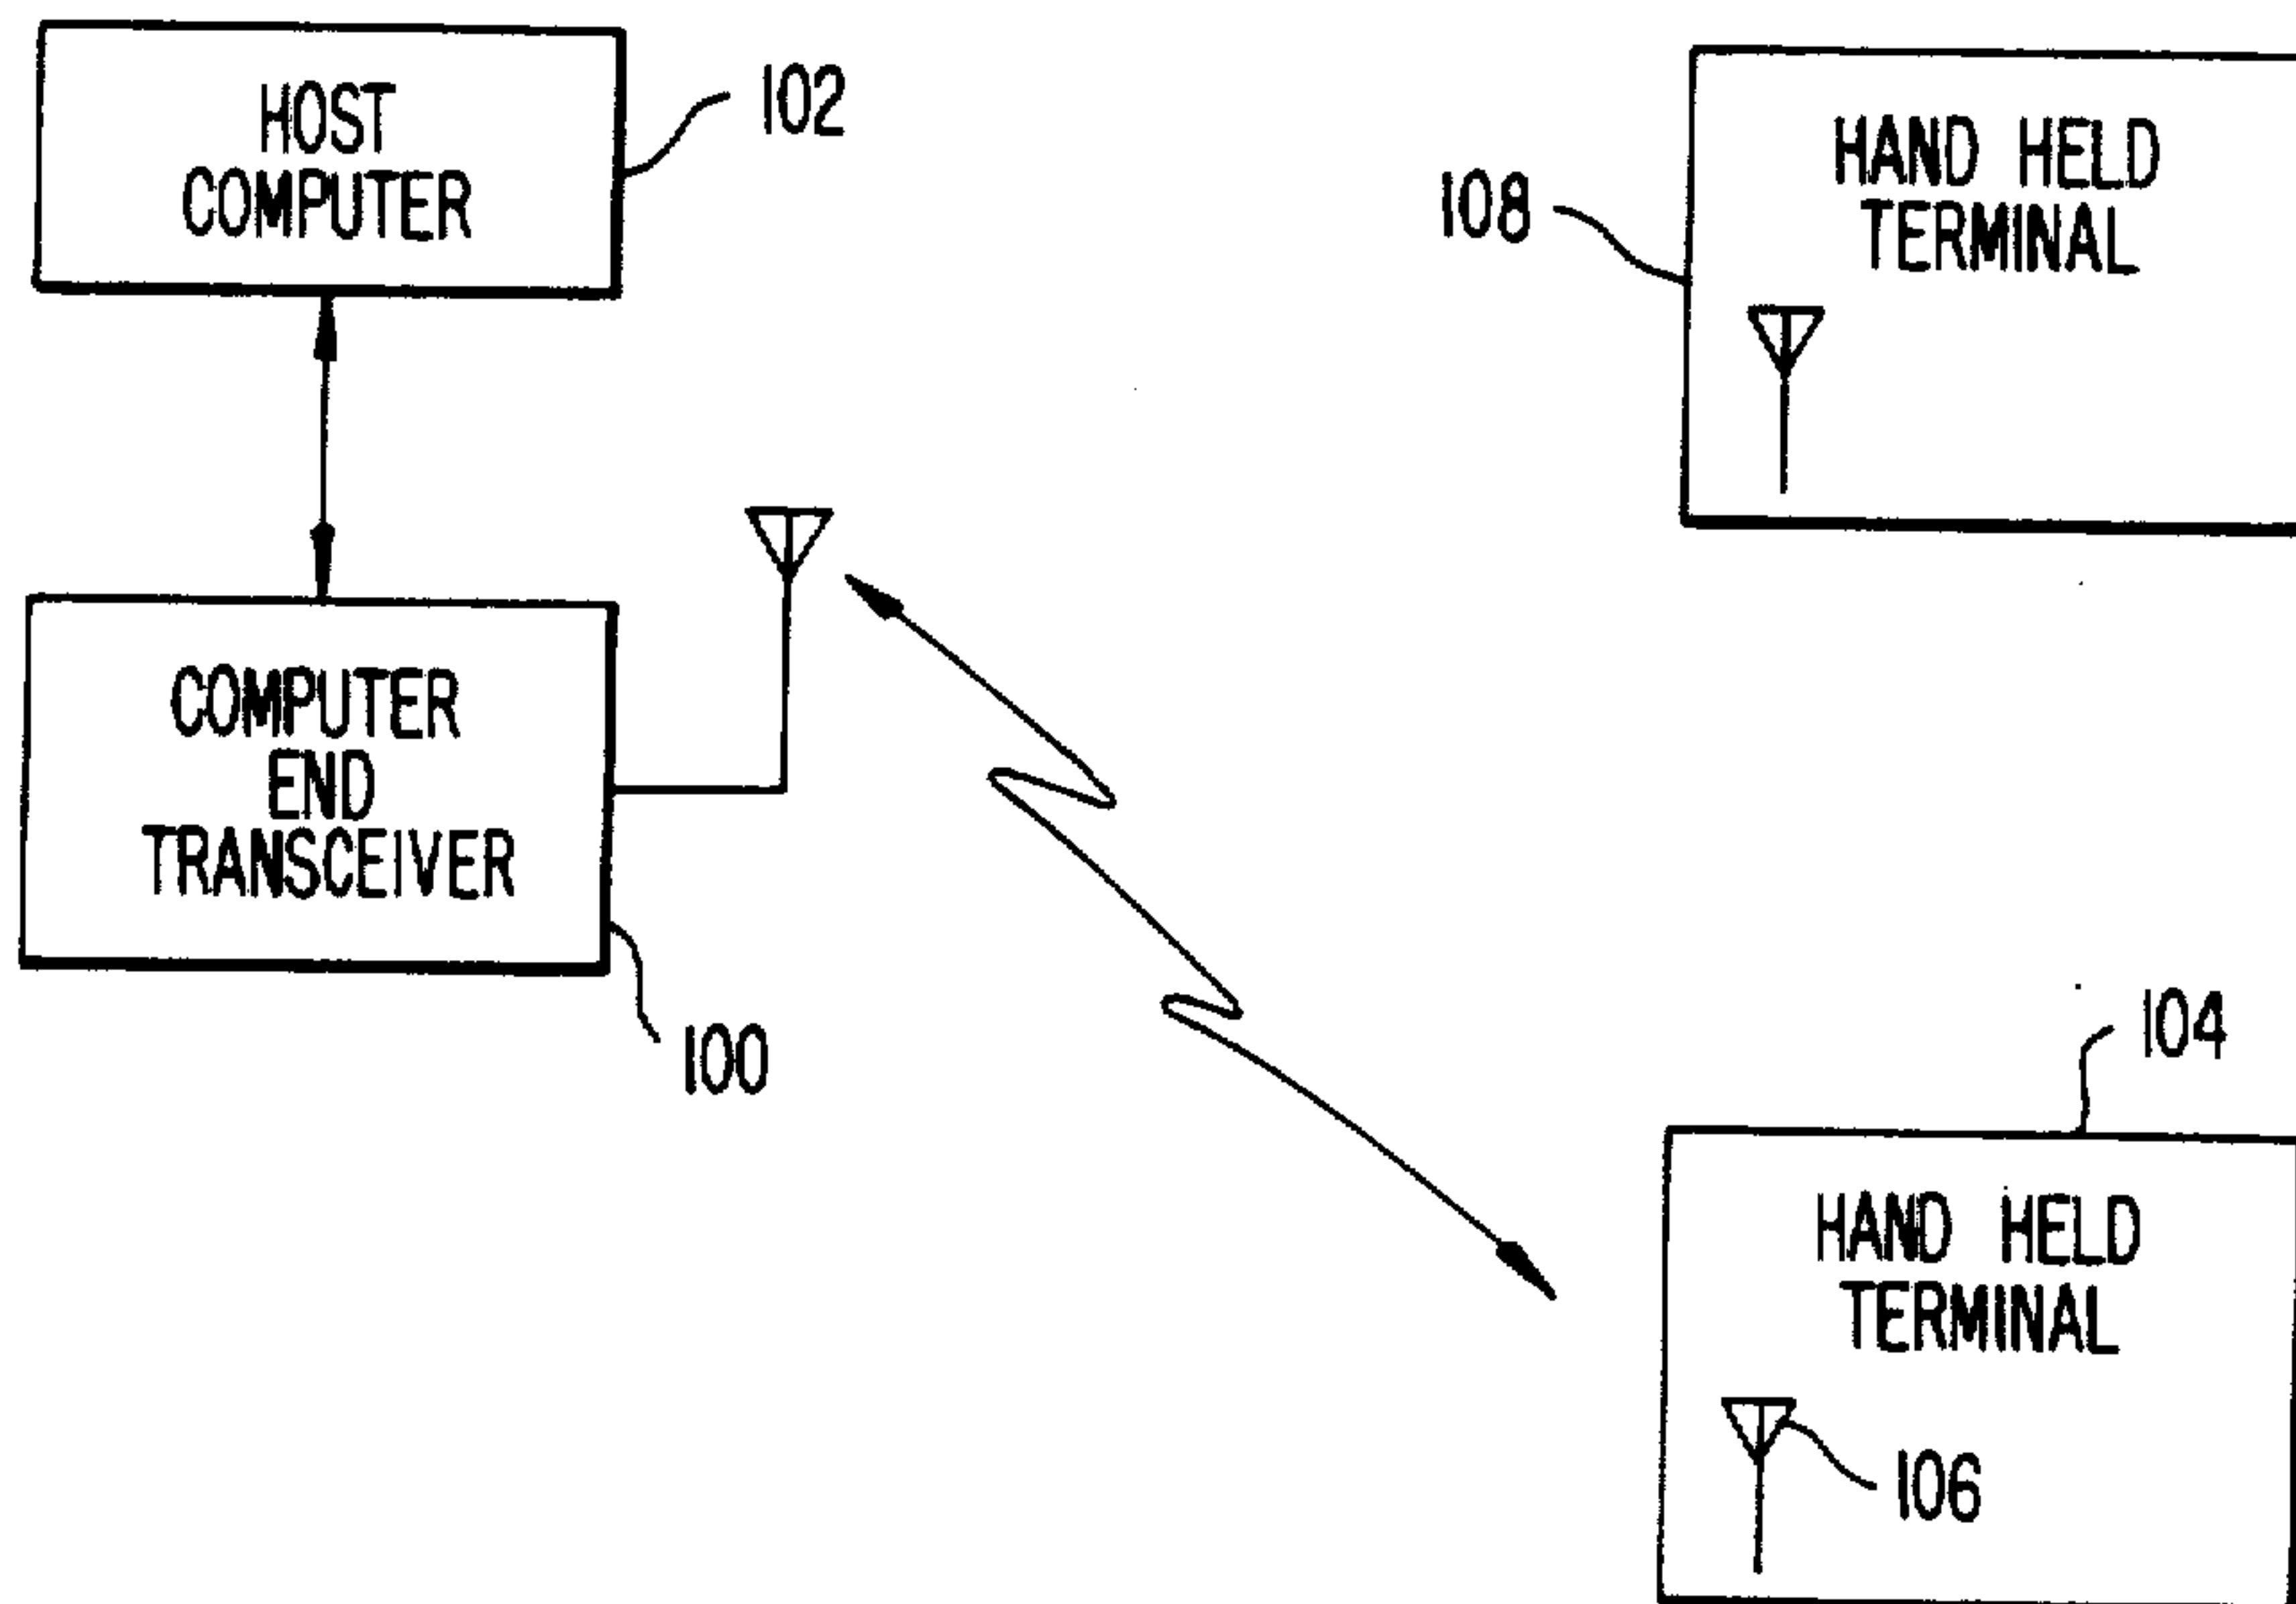 HOST
COMPUTER
102
108
HAND HELD
TERMINAL
COMPUTER
END
TRANSCEIVER
100
104
HAND HELD
TERMINAL
106